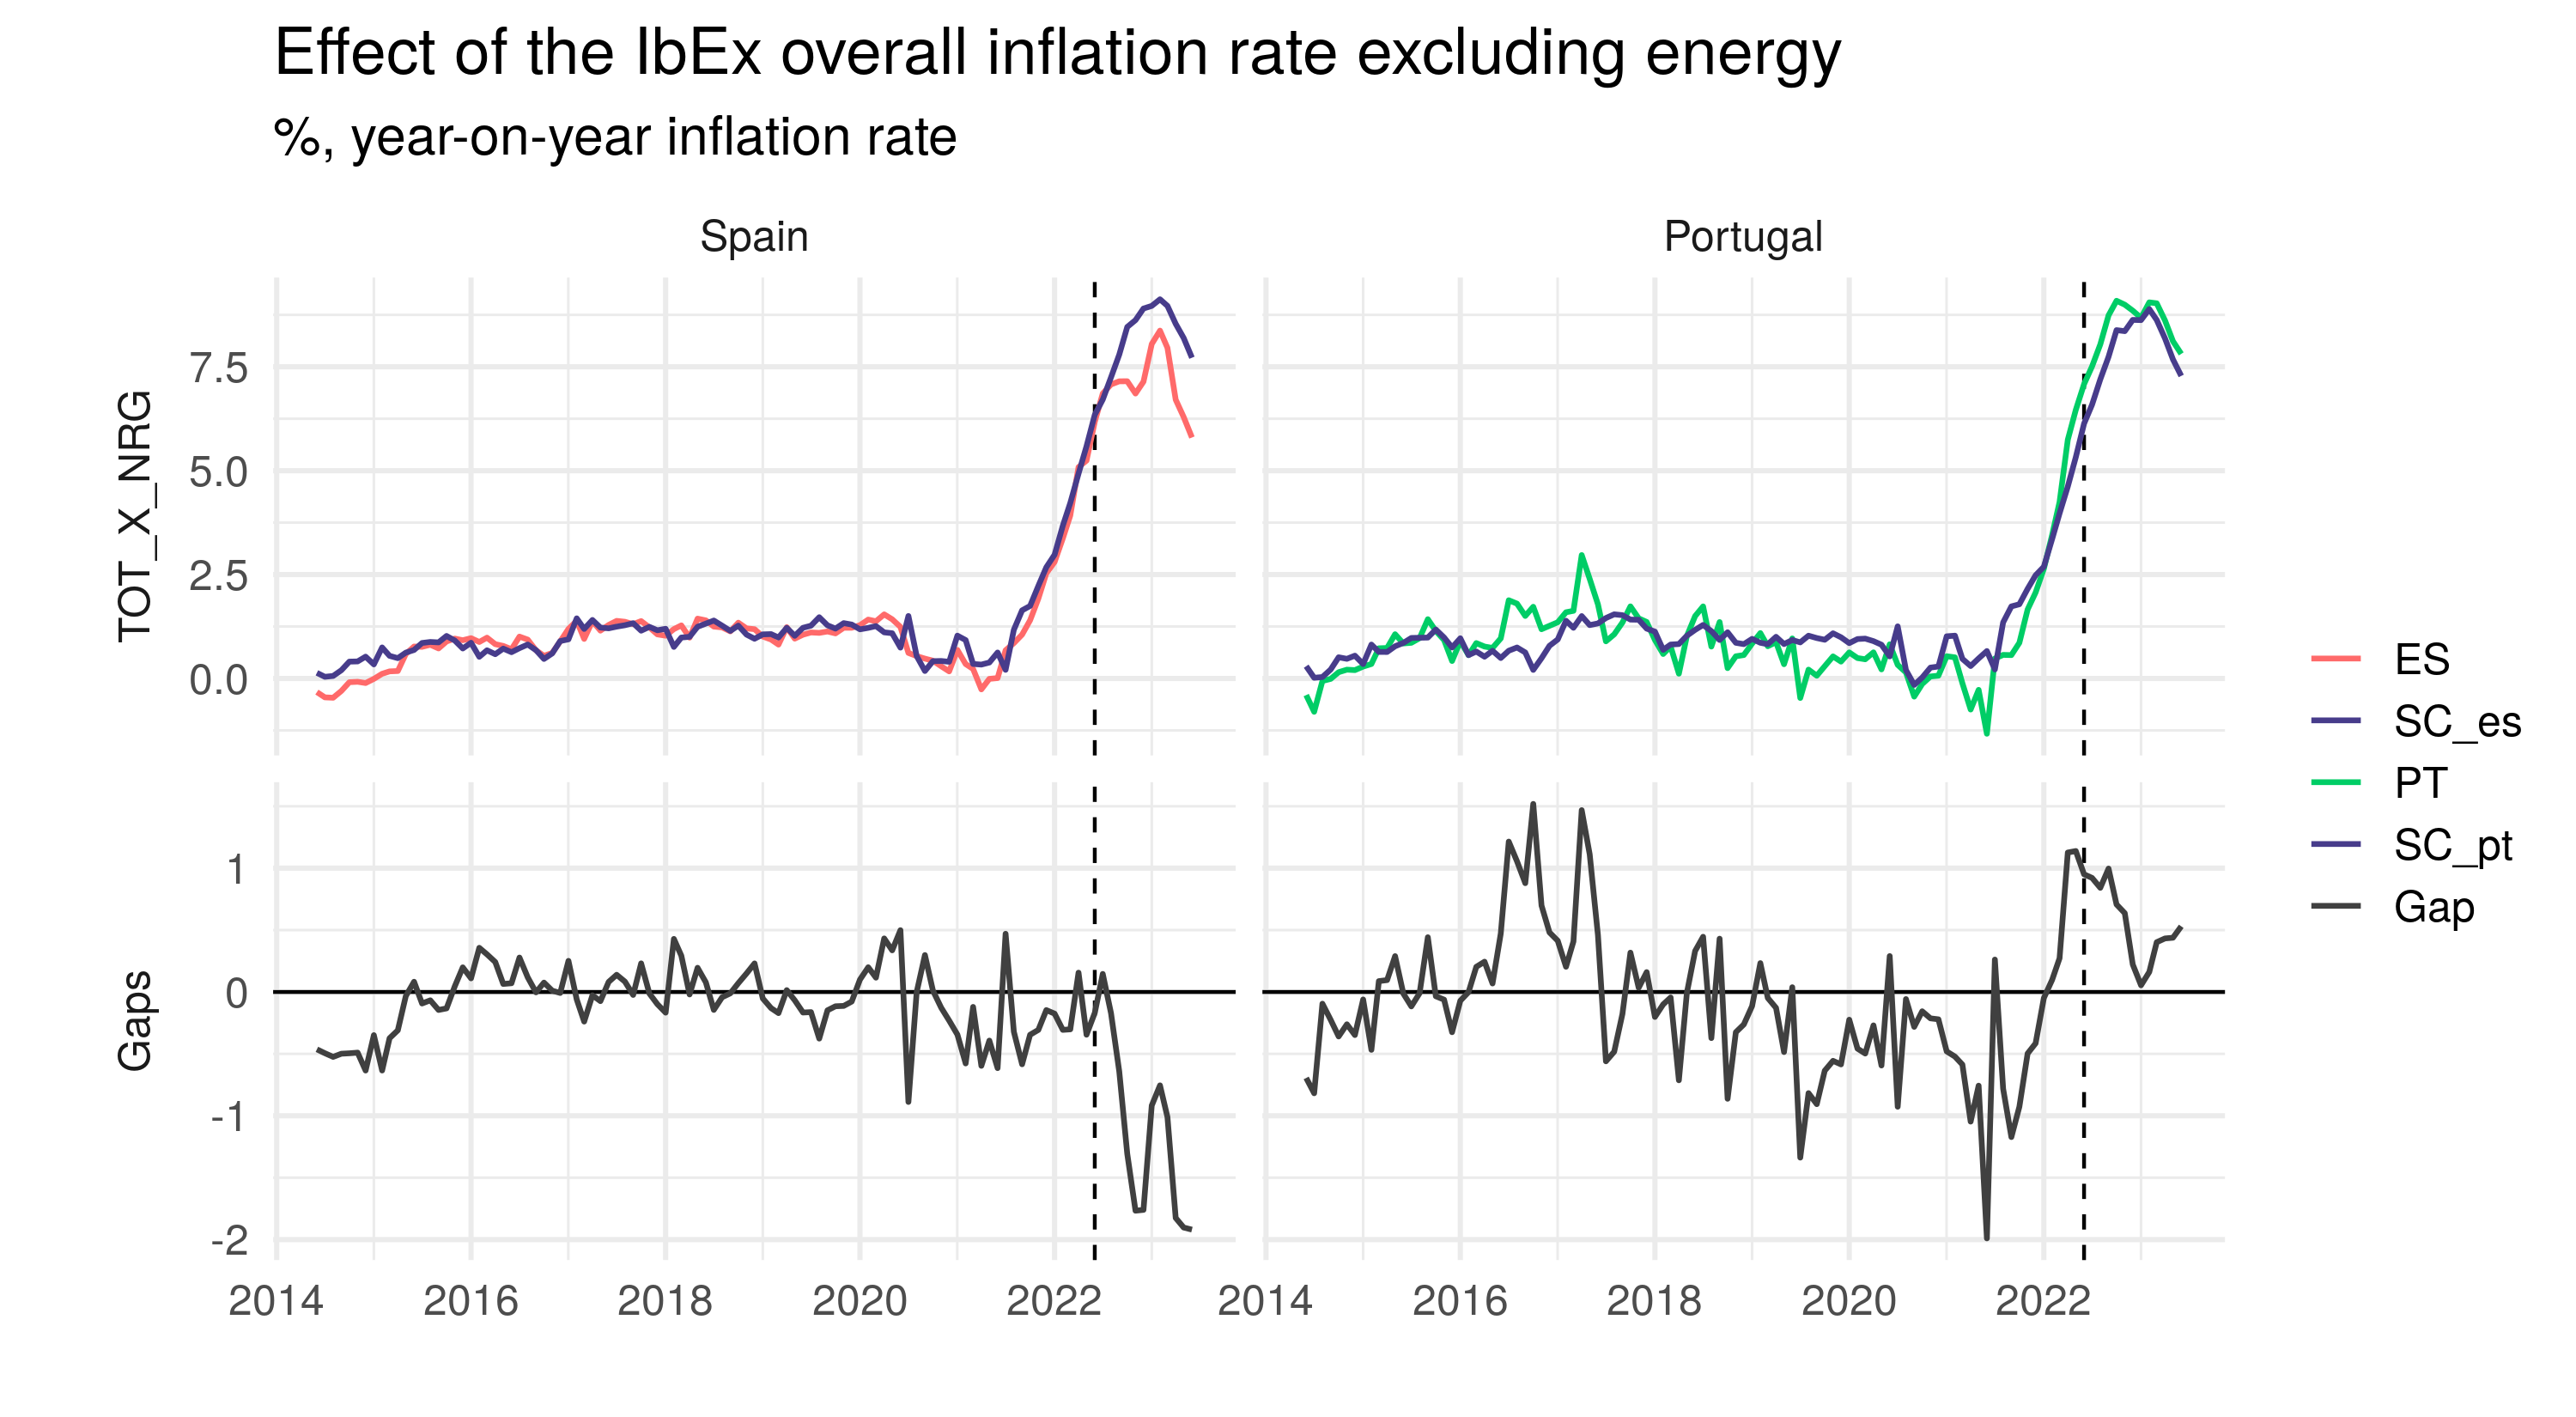 Effect of the IbEx overall inflation rate excluding energy
%, year-on-year inflation rate
Spain
Portugal
TOT_X_NRG
7.5
5.0
2.5
0.0
Gaps
1
0
-1
-2
2014
2016
2018
2020
2022
2014
2016
2018
2020
2022
ES
SC_es
PT
SC_pt
Gap